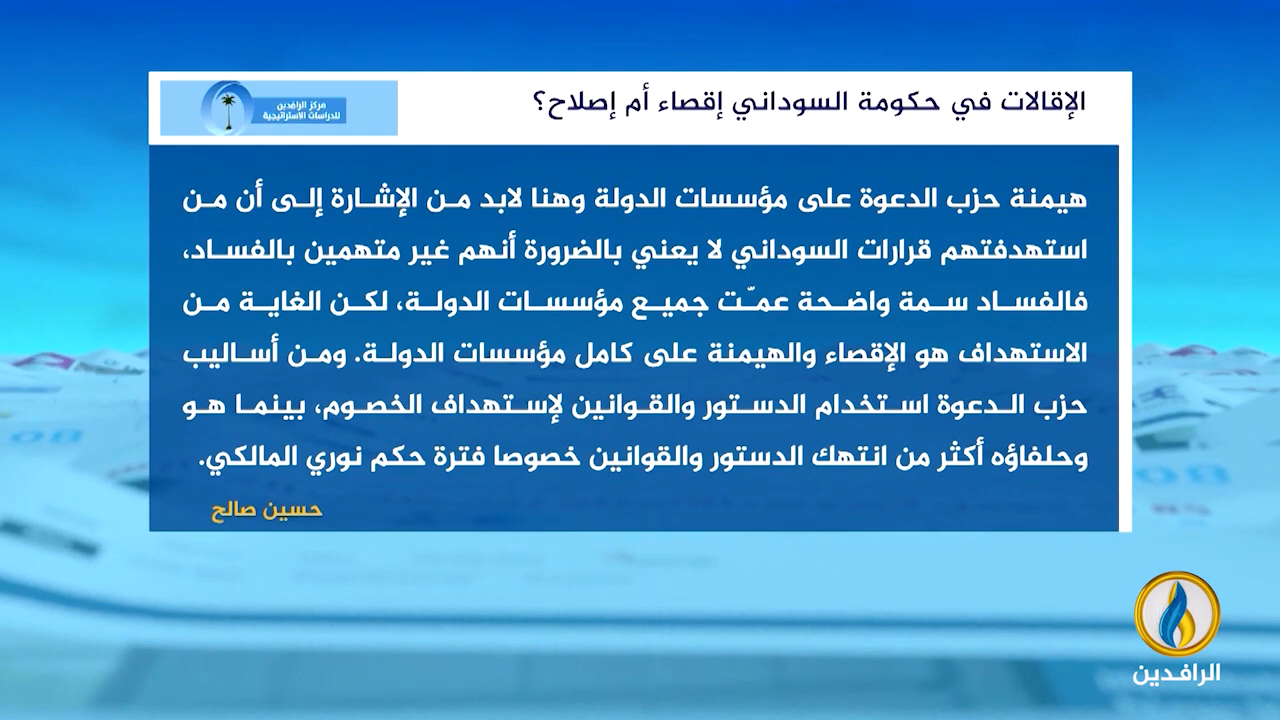 الإقالات في حكومة السوداني إقصاء أم إصلاح؟
مركز الرافدين
للدراسات الاستراتيجية
هيمنة حزب الدعوة على مؤسسات الدولة وهنا لابد من الإشارة إلى أن من
استهدفتهم قرارات السوداني لا يعني بالضرورة أنهم غير متهمين بالفساد،
فالفساد سمة واضحة عمّت جميع مؤسسات الدولة، لكن الغاية من
الاستهداف هو الإقصاء والهيمنة على كامل مؤسسات الدولة. ومن أساليب
حزب الدعوة استخدام الدستور والقوانين لإستهداف الخصوم، بينما هو
وحلفاؤه أكثر من انتهك الدستور والقوانين خصوصا فترة حكم نوري المالكي.
حسين صالح
الرافدين